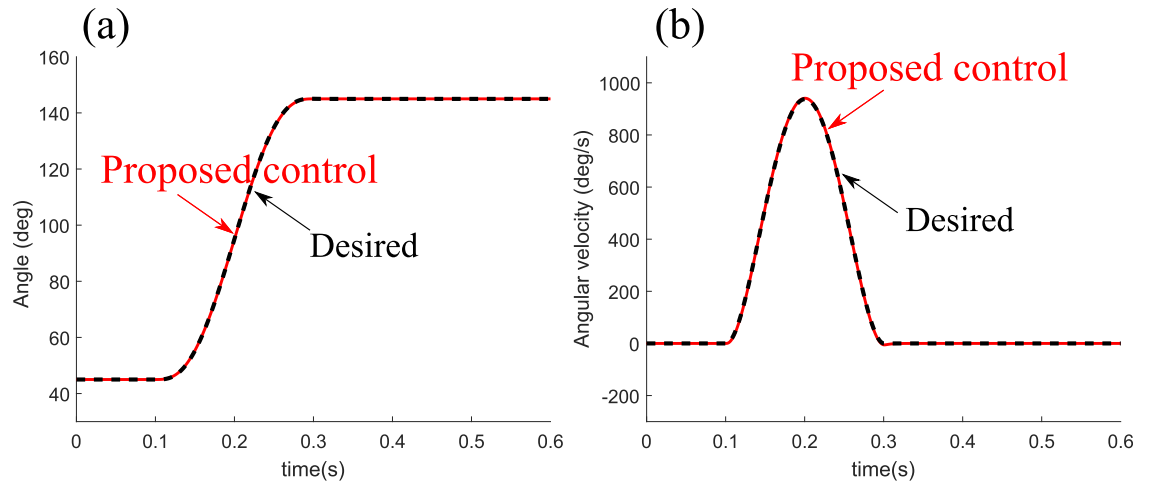 (a)
160
140
120
100
80
60
40
Angle (deg)
Proposed control
Desired
0
0.1
0.2
0.3
0.4
0.5
0.6
time(s)
(b)
1000
800
600
400
200
0
-200
Angular velocity (deg/s)
Proposed control
Desired
0
0.1
0.2
0.3
0.4
0.5
0.6
time(s)